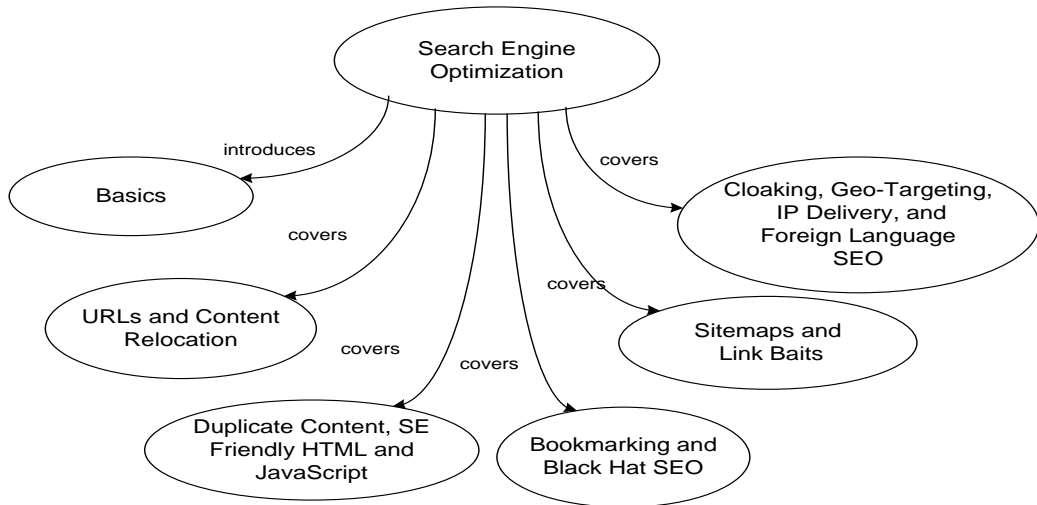 Search Engine
Optimization
introduces
covers
Basics
Cloaking, Geo-Targeting,
IP Delivery, and
Foreign Language
SEO
covers
covers
URLs and Content
Relocation
Sitemaps and
Link Baits
covers
covers
Duplicate Content, SE
Friendly HTML and
JavaScript
Bookmarking and
Black Hat SEO